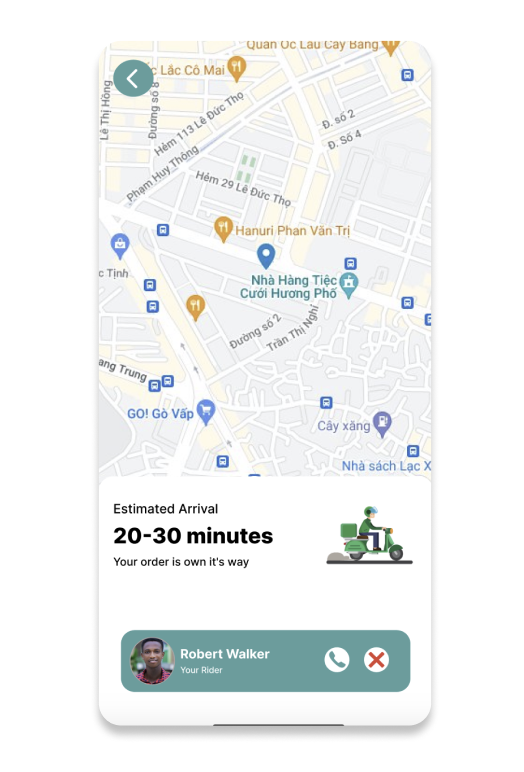 Quán Ốc Lẩu Cây Bàng
c Lắc Cô Mai
Lê Thị Hồng
Đường số 8
Hẻm 113 Lê Đức Thọ
Đ. số 2
Đ. Số 4
Phạm Huy Thông
Hẻm 29 Lê Đức Thọ
Hanuri Phan Văn Trị
c Tịnh
Nhà Hàng Tiệc
Cưới Hương Phố
Đường số 2
Trần Thị Nghỉ
ang Trung
GO! Gò Vấp
Cây xăng
Nhà sách Lạc X
Estimated Arrival
20-30 minutes
Your order is own it's way
Robert Walker
Your Rider